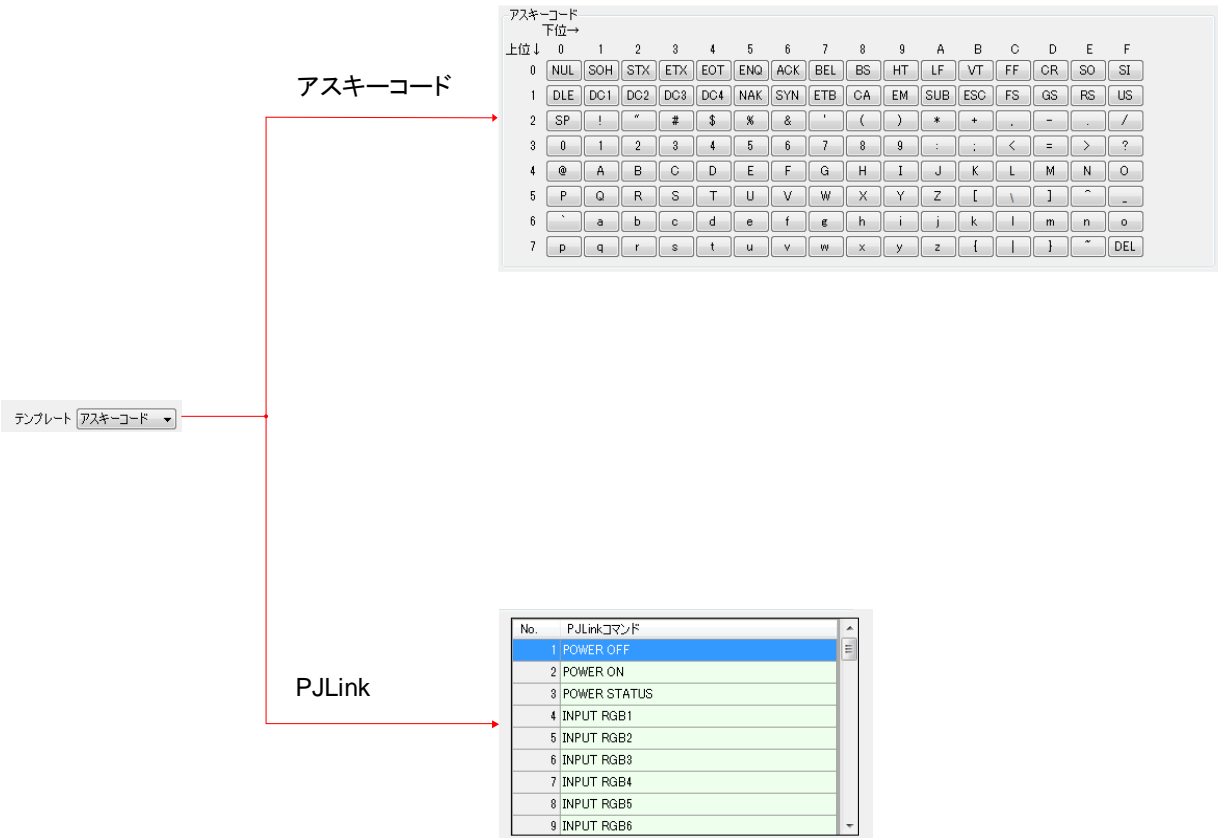 アスキーコード
下位→
上位↓ 0 1 2 3 4 5 6 7 8 9 A B C D E F
0 NUL SOH STX ETX EOT ENQ ACK BEL BS HT LF VT FF CR SO SI
1 DLE DC1 DC2 DC3 DC4 NAK SYN ETB CA EM SUB ESC FS GS RS US
2 SP ! " # $ % & ' ( ) * + , - . /
3 0 1 2 3 4 5 6 7 8 9 : ; < = > ?
4 @ A B C D E F G H I J K L M N O
5 P Q R S T U V W X Y Z [ \ ] ^ _
6 ` a b c d e f g h i j k l m n o
7 p q r s t u v w x y z { | } ~ DEL
アスキーコード
テンプレート アスキーコード
PJLink
No. PJLinkコマンド
1 POWER OFF
2 POWER ON
3 POWER STATUS
4 INPUT RGB1
5 INPUT RGB2
6 INPUT RGB3
7 INPUT RGB4
8 INPUT RGB5
9 INPUT RGB6